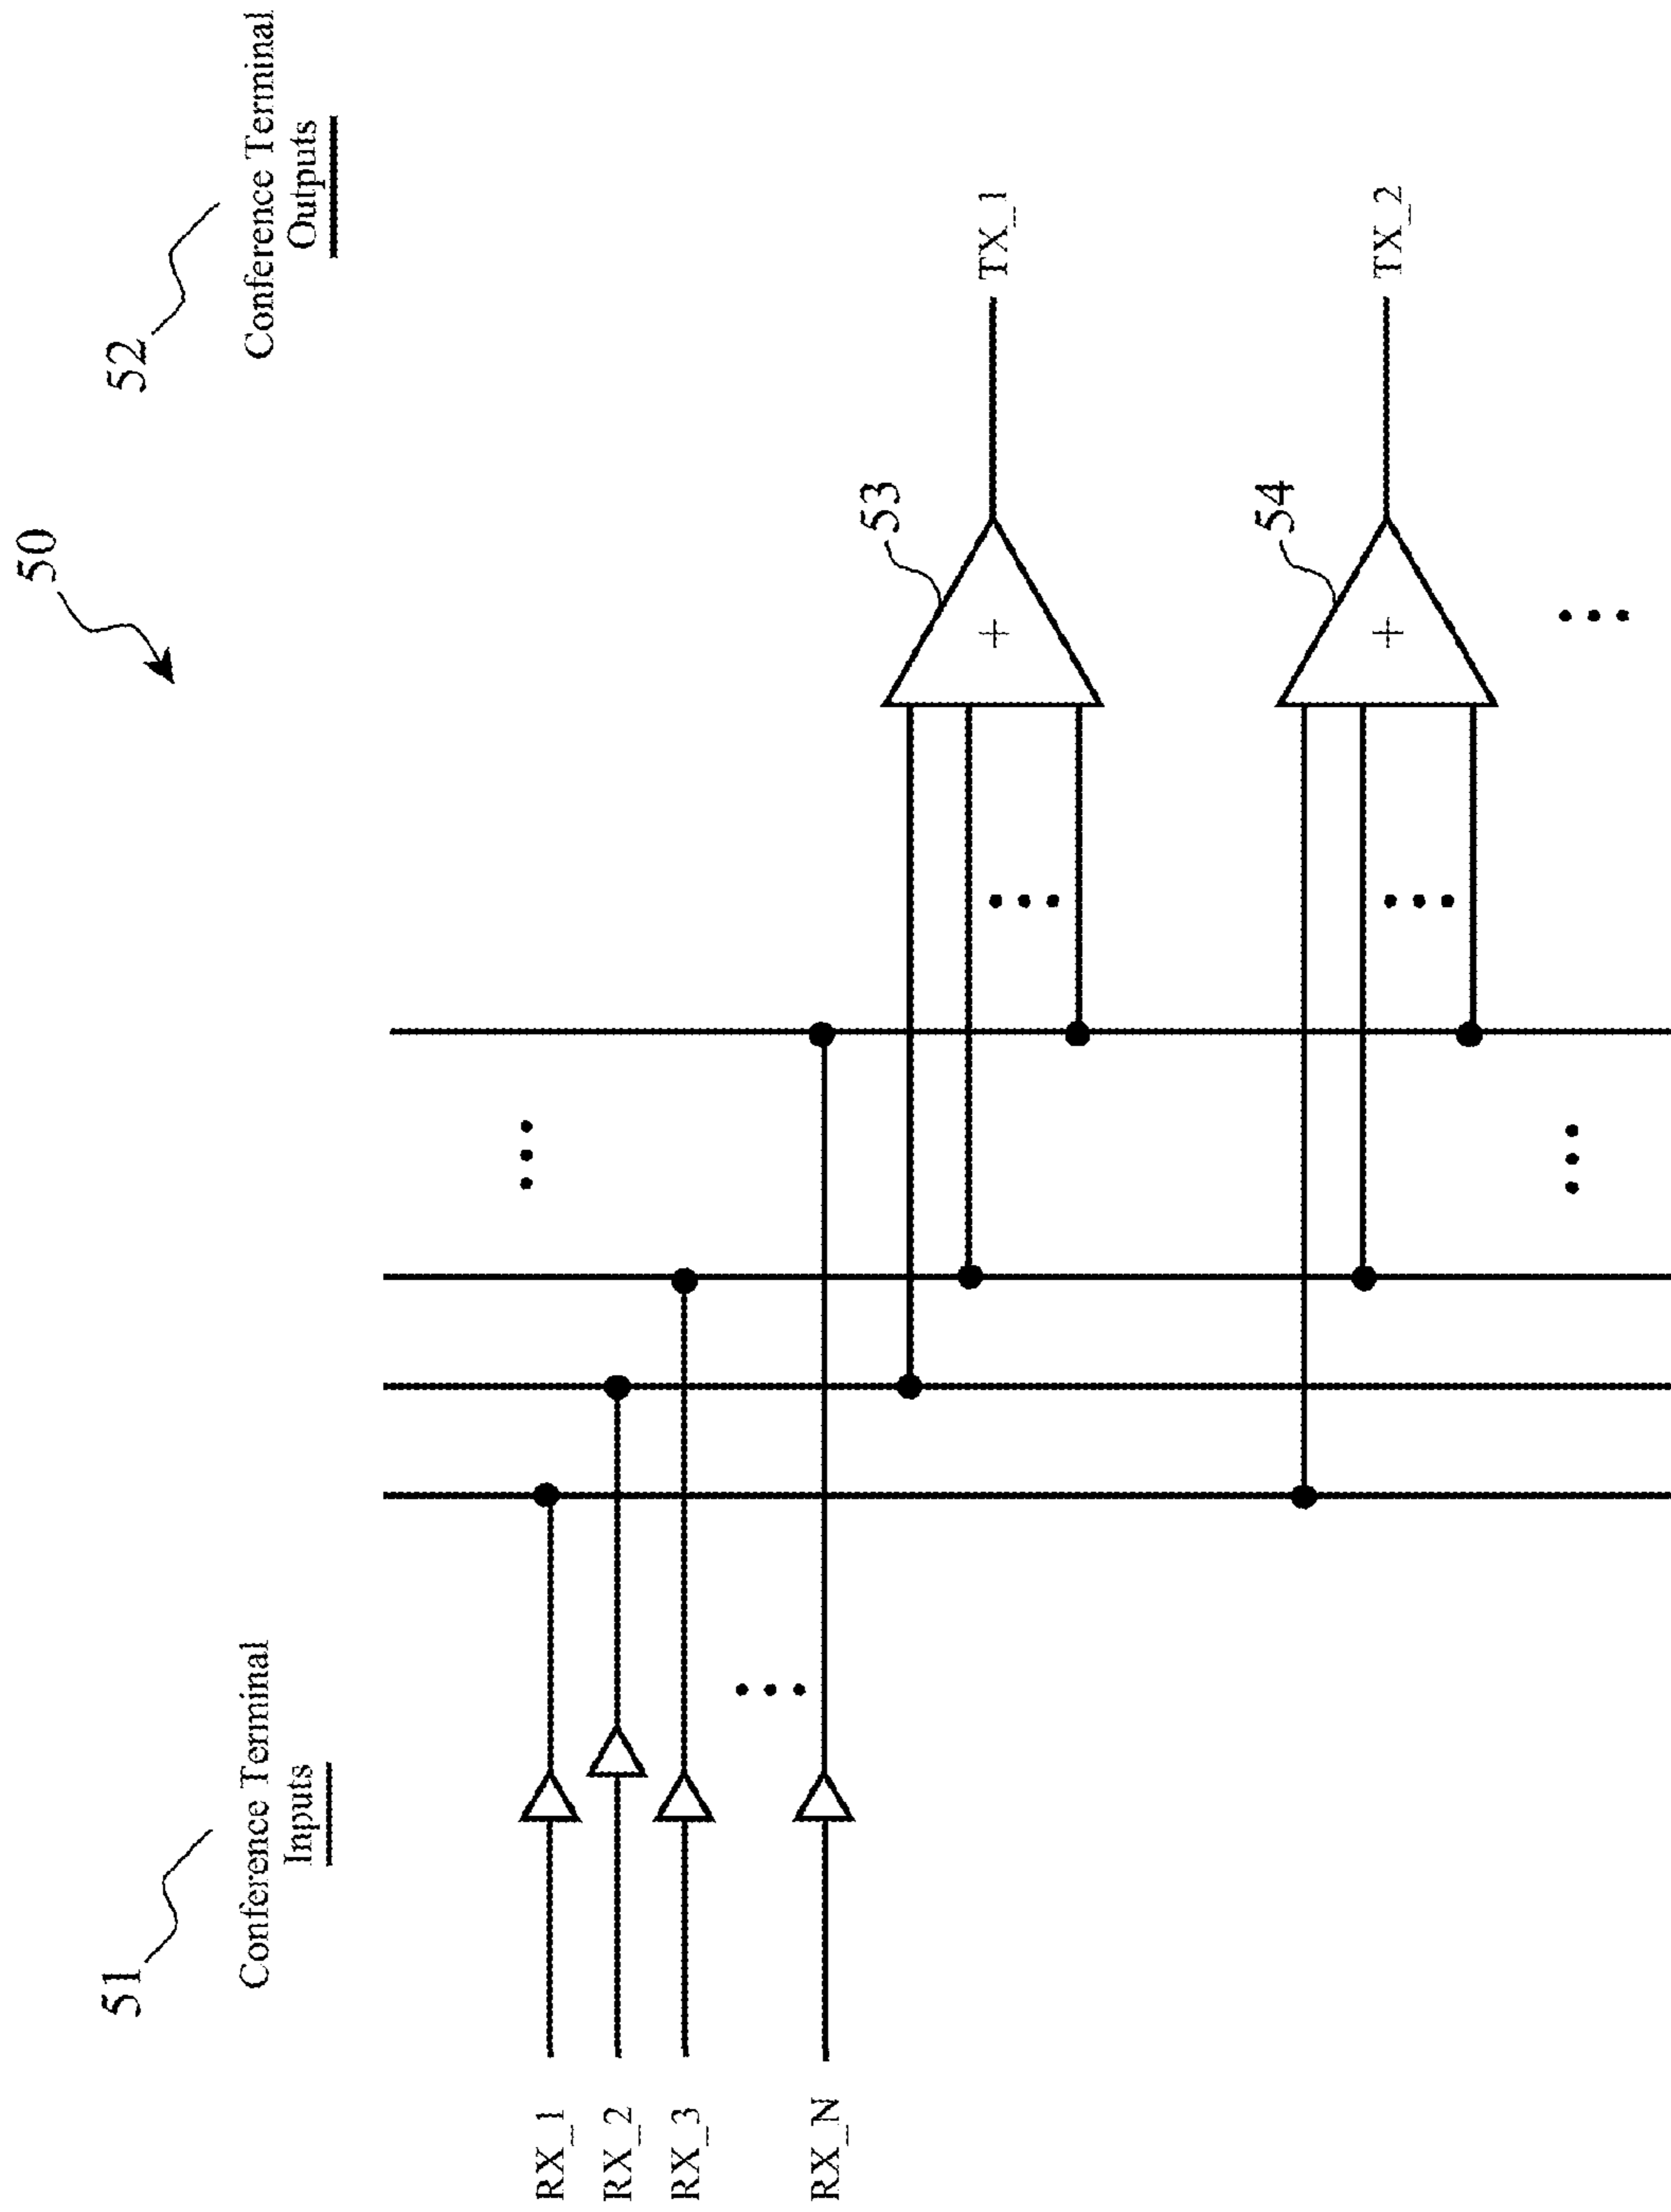 50
51
Conference Terminal
Inputs
52
Conference Terminal
Outputs
RX_1
RX_2
RX_3
RX_N
53
+
TX_1
54
+
TX_2